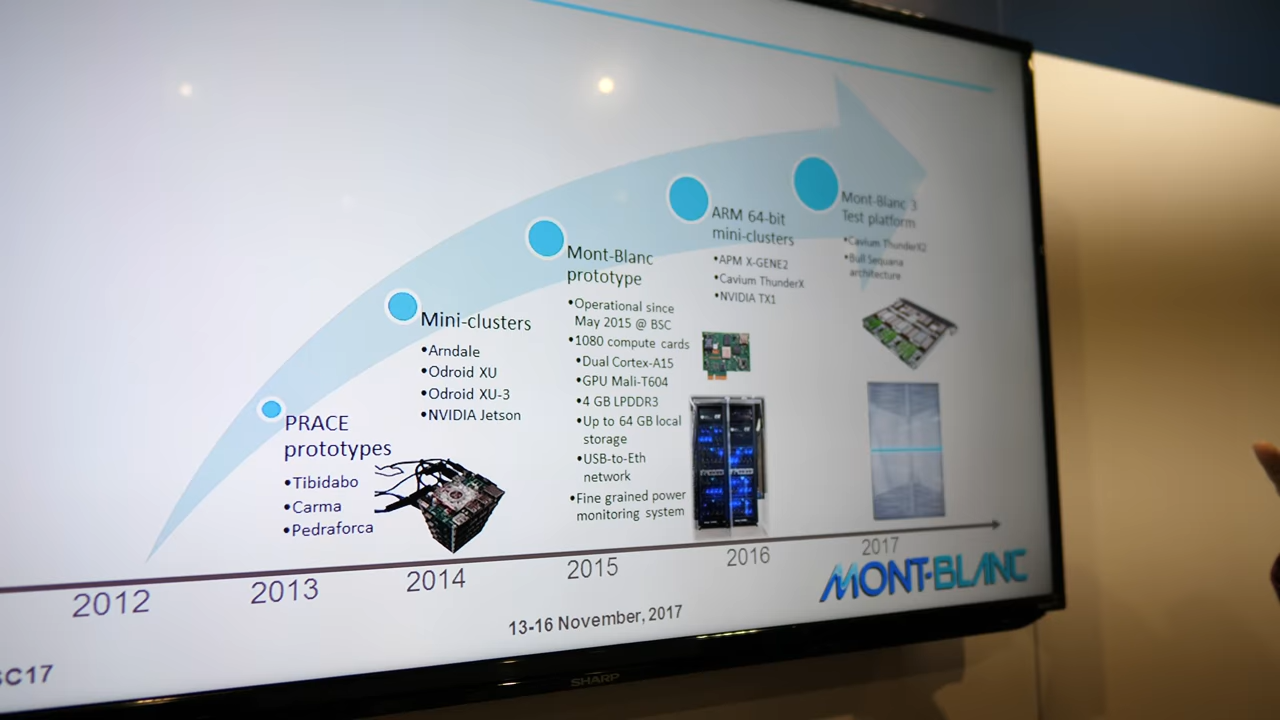 PRACE
prototypes
•Tibidabo
•Carma
•Pedraforca
Mini-clusters
•Arndale
•Odroid XU
•Odroid XU-3
•NVIDIA Jetson
Mont-Blanc
prototype
•Operational since
May 2015 @ BSC
•1080 compute cards
•Dual Cortex-A15
•GPU Mali-T604
•4 GB LPDDR3
•Up to 64 GB local
storage
•USB-to-Eth
network
•Fine grained power
monitoring system
ARM 64-bit
mini-clusters
•APM X-GENE2
•Cavium ThunderX
•NVIDIA TX1
Mont-Blanc 3
Test platform
•Cavium ThunderX2
•Bull Sequana
architecture
2012
2013
2014
2015
2016
2017
MONT-BLANC
13-16 November, 2017
SC17
SHARP